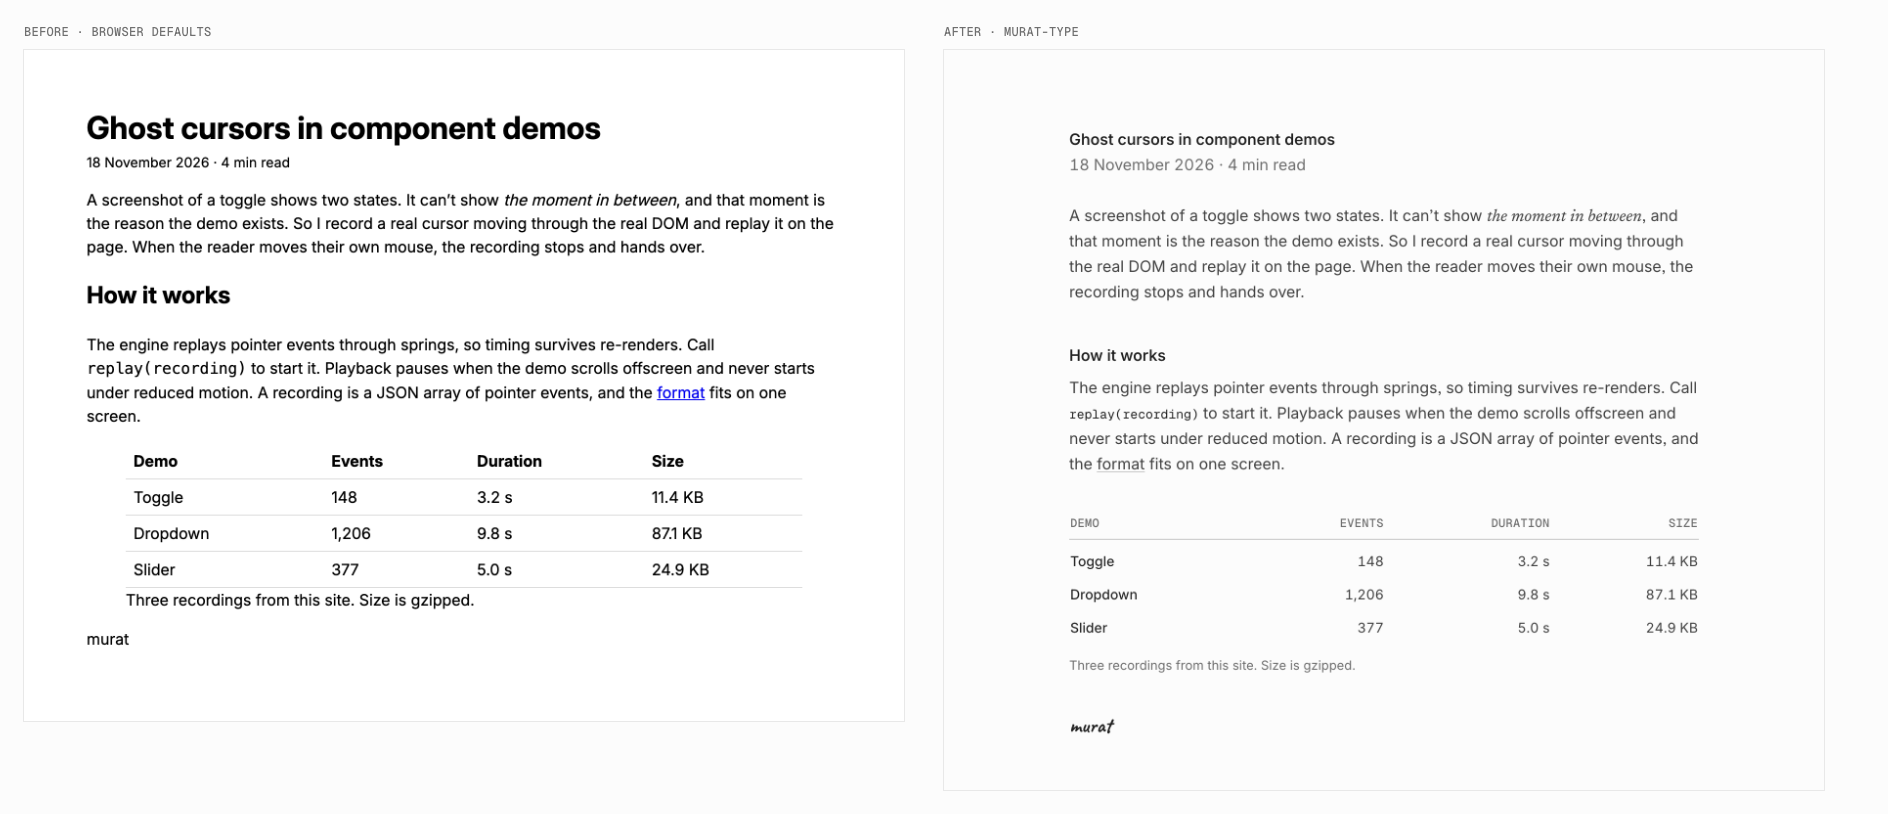 BEFORE · BROWSER DEFAULTS
Ghost cursors in component demos
18 November 2026 · 4 min read
A screenshot of a toggle shows two states. It can’t show the moment in between, and that moment is
the reason the demo exists. So I record a real cursor moving through the real DOM and replay it on the
page. When the reader moves their own mouse, the recording stops and hands over.
How it works
The engine replays pointer events through springs, so timing survives re-renders. Call
replay(recording) to start it. Playback pauses when the demo scrolls offscreen and never starts
under reduced motion. A recording is a JSON array of pointer events, and the format fits on one
screen.
Demo Events Duration Size
Toggle 148 3.2 s 11.4 KB
Dropdown 1,206 9.8 s 87.1 KB
Slider 377 5.0 s 24.9 KB
Three recordings from this site. Size is gzipped.
murat
AFTER · MURAT-TYPE
Ghost cursors in component demos
18 November 2026 · 4 min read
A screenshot of a toggle shows two states. It can’t show the moment in between, and
that moment is the reason the demo exists. So I record a real cursor moving through
the real DOM and replay it on the page. When the reader moves their own mouse, the
recording stops and hands over.
How it works
The engine replays pointer events through springs, so timing survives re-renders. Call
replay(recording) to start it. Playback pauses when the demo scrolls offscreen and
never starts under reduced motion. A recording is a JSON array of pointer events, and
the format fits on one screen.
DEMO EVENTS DURATION SIZE
Toggle 148 3.2 s 11.4 KB
Dropdown 1,206 9.8 s 87.1 KB
Slider 377 5.0 s 24.9 KB
Three recordings from this site. Size is gzipped.
murat